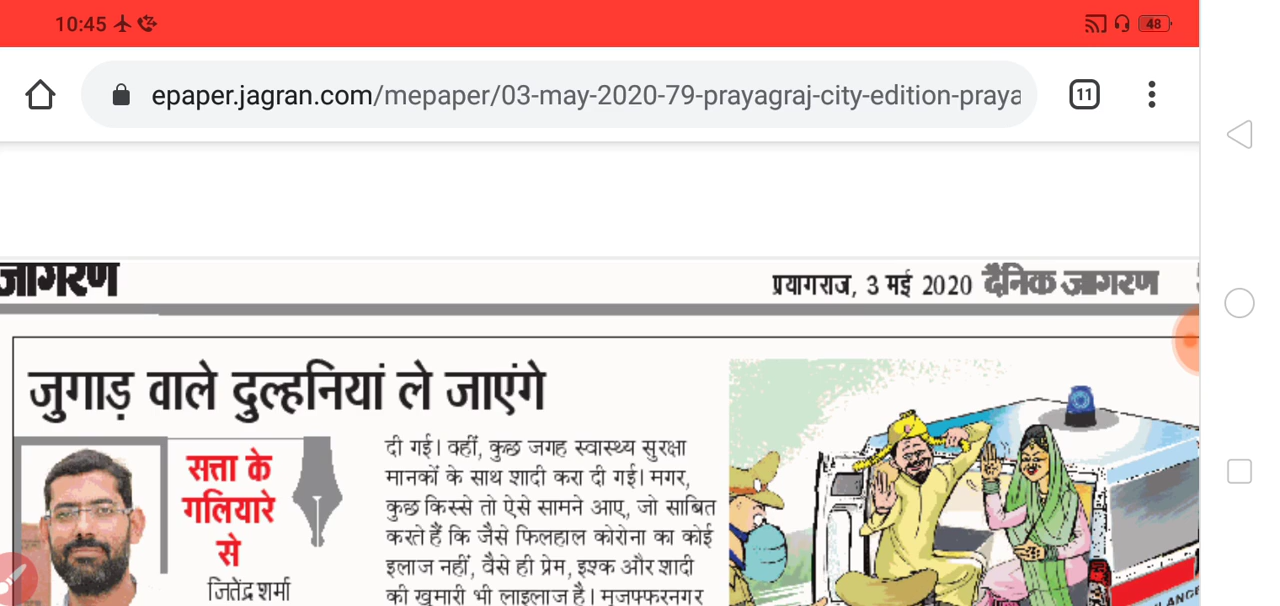 10:45
48
epaper.jagran.com/mepaper/03-may-2020-79-prayagraj-city-edition-praya
11
जागरण
प्रयागराज, 3 मई 2020 दैनिक जागरण
जुगाड़ वाले दुल्हनियां ले जाएंगे
सत्ता के
गलियारे
से
जितेंद्र शर्मा
दी गई। वहीं, कुछ जगह स्वास्थ्य सुरक्षा
मानकों के साथ शादी करा दी गई। मगर,
कुछ किस्से तो ऐसे सामने आए, जो साबित
करते हैं कि जैसे फिलहाल कोरोना का कोई
इलाज नहीं, वैसे ही प्रेम, इश्क और शादी
की खुमारी भी लाइलाज है। मुजफ्फरनगर